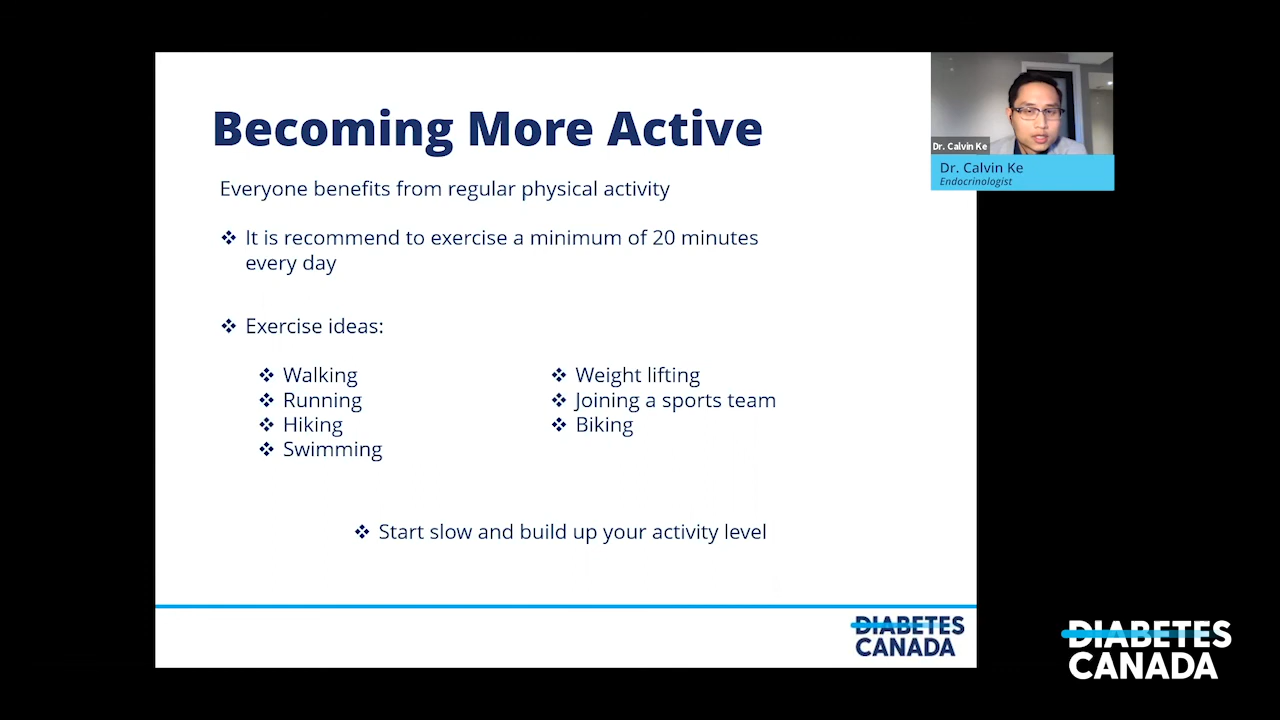 Becoming More Active
Everyone benefits from regular physical activity
❖ It is recommend to exercise a minimum of 20 minutes
every day
❖ Exercise ideas:
❖ Walking
❖ Running
❖ Hiking
❖ Swimming
❖ Weight lifting
❖ Joining a sports team
❖ Biking
❖ Start slow and build up your activity level
DIABETES
CANADA
Dr. Calvin Ke
Dr. Calvin Ke
Endocrinologist
DIABETES
CANADA